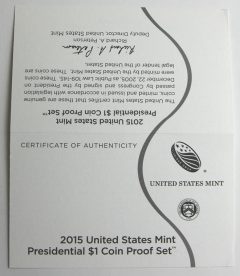 2015 United States Mint
Presidential $1 Coin Proof Set™
The United States Mint certifies that these are genuine
coins, minted and issued in accordance with legislation
passed by Congress and signed by the President on
December 22, 2005, as Public Law 109-145. These coins
were minted by the United States Mint. These coins are
legal tender of the United States.
Richard A. Peterson
Deputy Director, United States Mint
CERTIFICATE OF AUTHENTICITY
UNITED STATES MINT
2015 United States Mint
Presidential $1 Coin Proof Set™